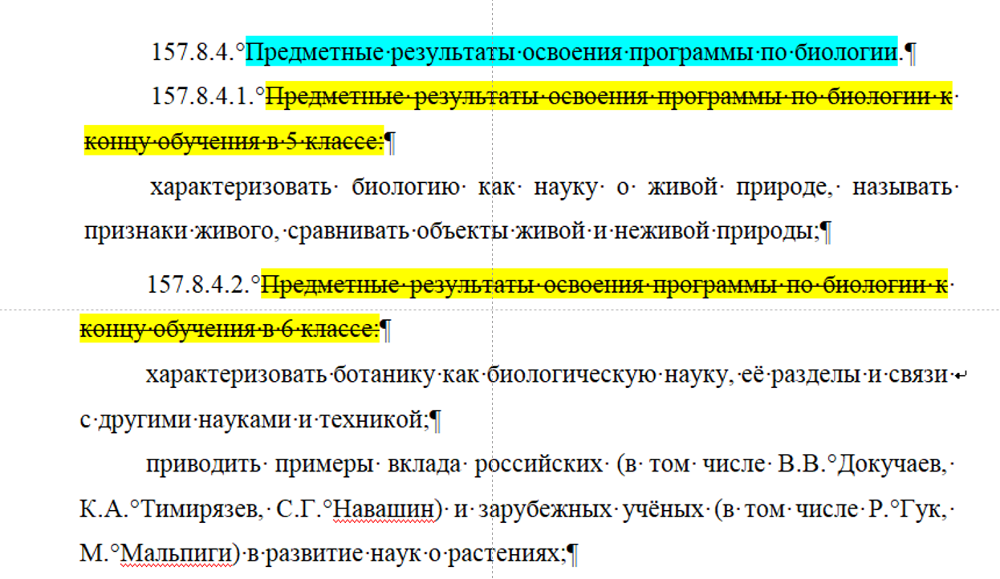 157.8.4. Предметные результаты освоения программы по биологии.
157.8.4.1. Предметные результаты освоения программы по биологии к
концу обучения в 5 классе:
характеризовать биологию как науку о живой природе, называть
признаки живого, сравнивать объекты живой и неживой природы;
157.8.4.2. Предметные результаты освоения программы по биологии к
концу обучения в 6 классе:
характеризовать ботанику как биологическую науку, её разделы и связи
с другими науками и техникой;
приводить примеры вклада российских (в том числе В.В. Докучаев,
К.А. Тимирязев, С.Г. Навашин) и зарубежных учёных (в том числе Р. Гук,
М. Мальпиги) в развитие наук о растениях;